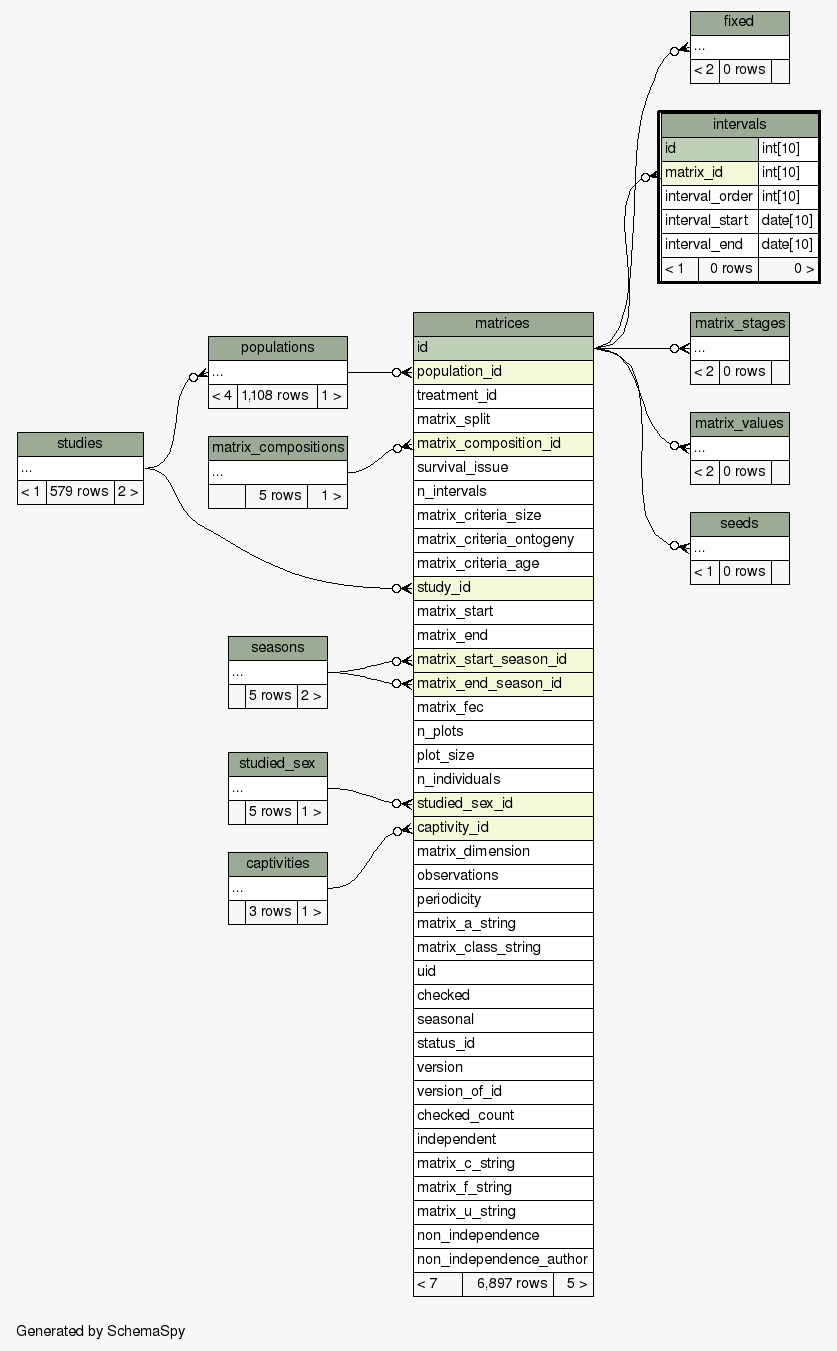 fixed
...
< 2 0 rows
intervals
id int[10]
matrix_id int[10]
interval_order int[10]
interval_start date[10]
interval_end date[10]
< 1 0 rows 0 >
matrices
id
population_id
treatment_id
matrix_split
matrix_composition_id
survival_issue
n_intervals
matrix_criteria_size
matrix_criteria_ontogeny
matrix_criteria_age
study_id
matrix_start
matrix_end
matrix_start_season_id
matrix_end_season_id
matrix_fec
n_plots
plot_size
n_individuals
studied_sex_id
captivity_id
matrix_dimension
observations
periodicity
matrix_a_string
matrix_class_string
uid
checked
seasonal
status_id
version
version_of_id
checked_count
independent
matrix_c_string
matrix_f_string
matrix_u_string
non_independence
non_independence_author
< 7 6,897 rows 5 >
populations
...
< 4 1,108 rows 1 >
matrix_compositions
...
5 rows 1 >
studies
...
< 1 579 rows 2 >
seasons
...
5 rows 2 >
studied_sex
...
5 rows 1 >
captivities
...
3 rows 1 >
matrix_stages
...
< 2 0 rows
matrix_values
...
< 2 0 rows
seeds
...
< 1 0 rows
Generated by SchemaSpy